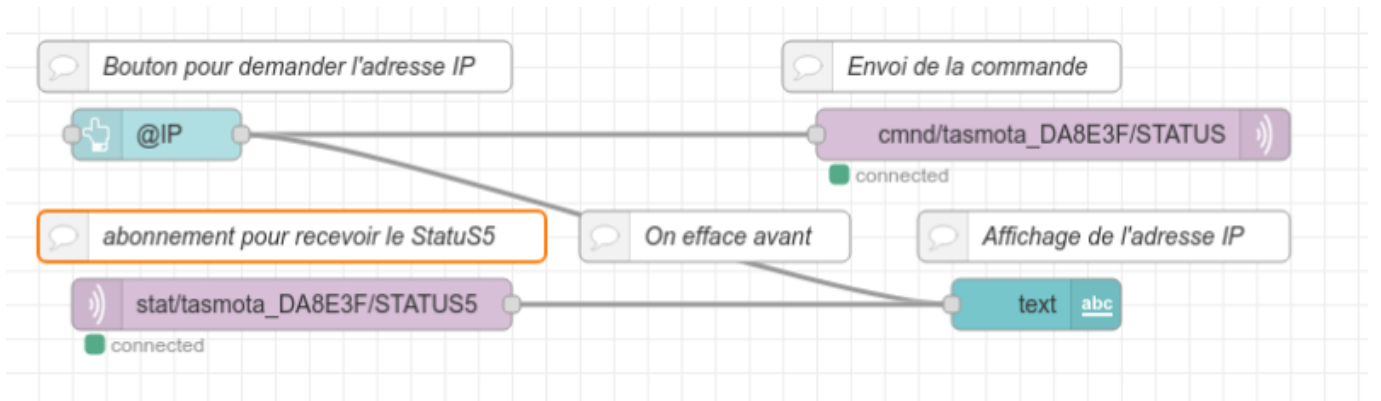 Bouton pour demander l'adresse IP
Envoi de la commande
@IP
cmnd/tasmota_DA8E3F/STATUS
connected
abonnement pour recevoir le StatuS5
On efface avant
Affichage de l'adresse IP
stat/tasmota_DA8E3F/STATUS5
text
abc
connected